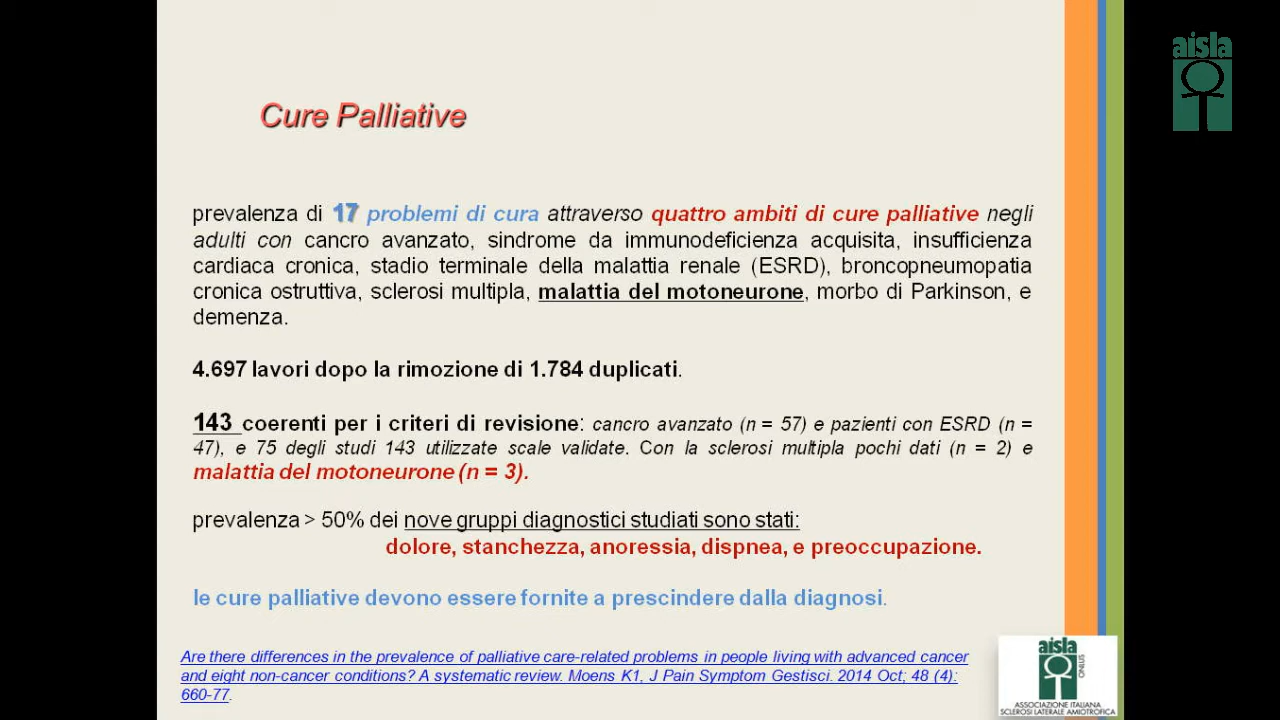 aisla
Cure Palliative
prevalenza di 17 problemi di cura attraverso quattro ambiti di cure palliative negli
adulti con cancro avanzato, sindrome da immunodeficienza acquisita, insufficienza
cardiaca cronica, stadio terminale della malattia renale (ESRD), broncopneumopatia
cronica ostruttiva, sclerosi multipla, malattia del motoneurone, morbo di Parkinson, e
demenza.
4.697 lavori dopo la rimozione di 1.784 duplicati.
143 coerenti per i criteri di revisione: cancro avanzato (n = 57) e pazienti con ESRD (n =
47), e 75 degli studi 143 utilizzate scale validate. Con la sclerosi multipla pochi dati (n = 2) e
malattia del motoneurone (n = 3).
prevalenza > 50% dei nove gruppi diagnostici studiati sono stati:
dolore, stanchezza, anoressia, dispnea, e preoccupazione.
le cure palliative devono essere fornite a prescindere dalla diagnosi.
Are there differences in the prevalence of palliative care-related problems in people living with advanced cancer
and eight non-cancer conditions? A systematic review. Moens K1, J Pain Symptom Gestisci. 2014 Oct; 48 (4):
660-77.
aisla
ONLUS
ASSOCIAZIONE ITALIANA
SCLEROSI LATERALE AMIOTROFICA